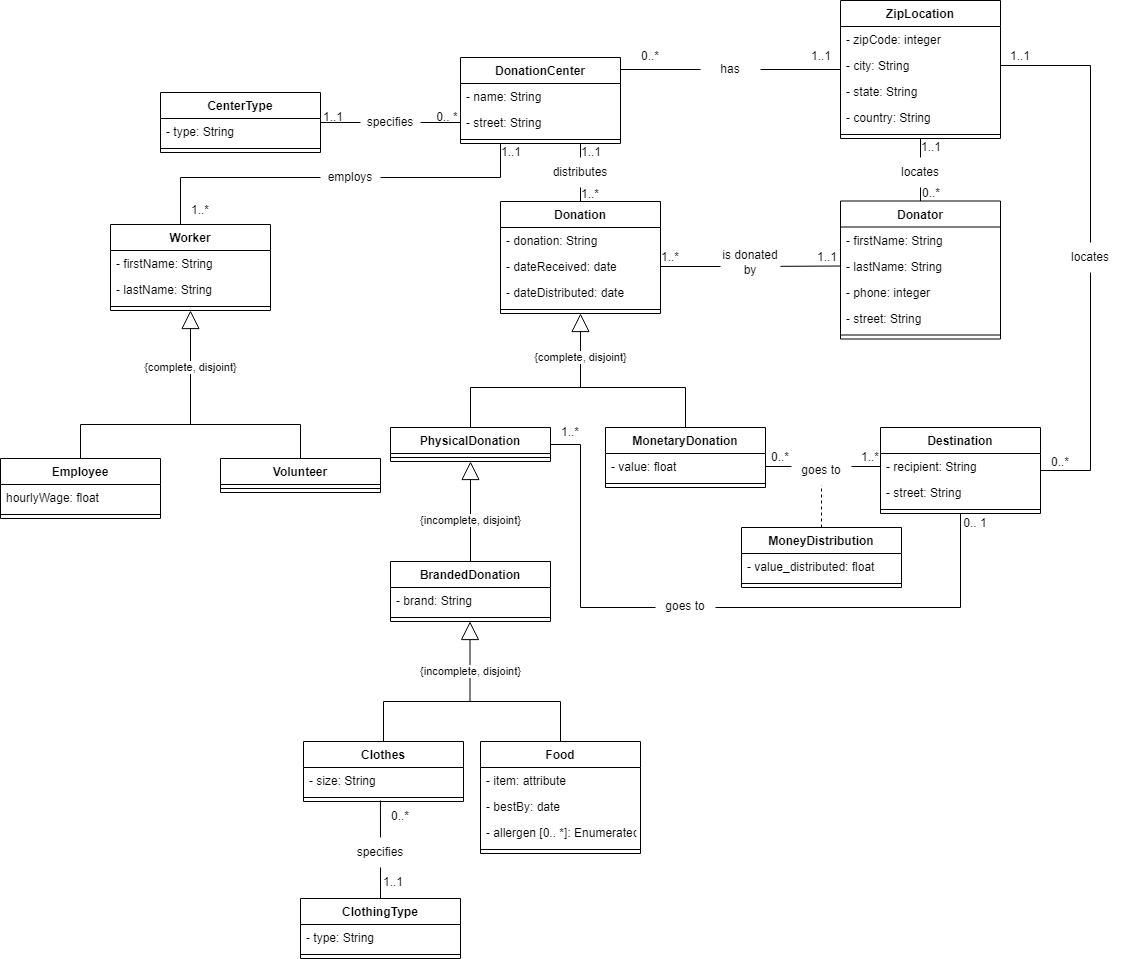 ZipLocation
- zipCode: integer
- city: String
- state: String
- country: String
0..*
has
1..1
1..1
DonationCenter
- name: String
- street: String
CenterType
- type: String
1..1
specifies
0.. *
1..1
employs
1..*
1..1
distributes
1..*
1..1
locates
0..*
Worker
- firstName: String
- lastName: String
Donation
- donation: String
- dateReceived: date
- dateDistributed: date
1..*
is donated
by
1..1
Donator
- firstName: String
- lastName: String
- phone: integer
- street: String
locates
{complete, disjoint}
{complete, disjoint}
Employee
hourlyWage: float
Volunteer
PhysicalDonation
1..*
MonetaryDonation
- value: float
0..*
goes to
1..*
Destination
- recipient: String
- street: String
0..*
0.. 1
{incomplete, disjoint}
MoneyDistribution
- value_distributed: float
BrandedDonation
- brand: String
goes to
{incomplete, disjoint}
Clothes
- size: String
Food
- item: attribute
- bestBy: date
- allergen [0.. *]: Enumerated
0..*
specifies
1..1
ClothingType
- type: String